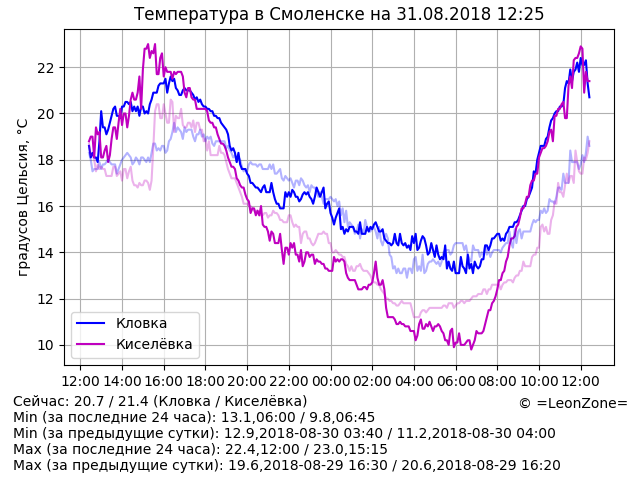 Температура в Смоленске на 31.08.2018 12:25
градусов Цельсия, °C
22
20
18
16
14
12
10
Кловка
Киселёвка
12:00 14:00 16:00 18:00 20:00 22:00 00:00 02:00 04:00 06:00 08:00 10:00 12:00
Сейчас: 20.7 / 21.4 (Кловка / Киселёвка)
© =LeonZone=
Min (за последние 24 часа): 13.1,06:00 / 9.8,06:45
Min (за предыдущие сутки): 12.9,2018-08-30 03:40 / 11.2,2018-08-30 04:00
Max (за последние 24 часа): 22.4,12:00 / 23.0,15:15
Max (за предыдущие сутки): 19.6,2018-08-29 16:30 / 20.6,2018-08-29 16:20